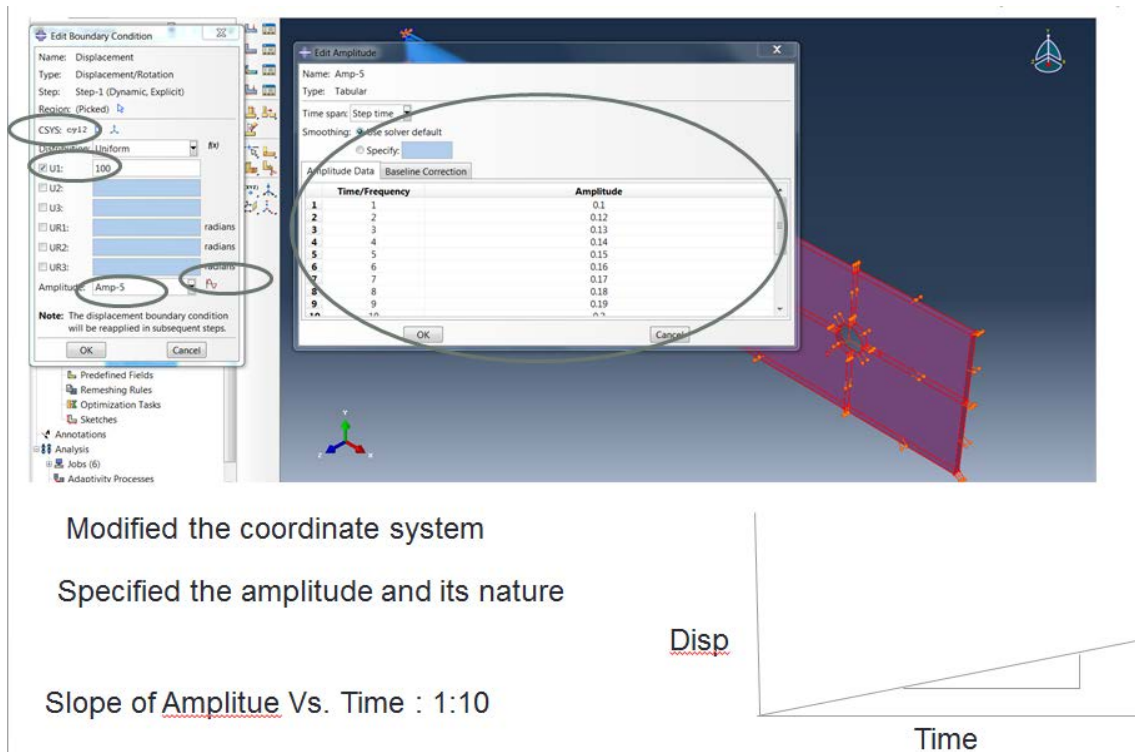 Edit Boundary Condition
Name: Displacement
Type: Displacement/Rotation
Step: Step-1 (Dynamic, Explicit)
Region: (Picked)
CSYS: cyl2
Distribution: Uniform f(x)
U1: 100
U2:
U3:
UR1: radians
UR2: radians
UR3: radians
Amplitude: Amp-5
Note: The displacement boundary condition
will be reapplied in subsequent steps.
OK Cancel
Predefined Fields
Remeshing Rules
Optimization Tasks
Sketches
Annotations
Analysis
Jobs (6)
Adaptivity Processes
Edit Amplitude
Name: Amp-5
Type: Tabular
Time span: Step time
Smoothing: Use solver default
Specify:
Amplitude Data Baseline Correction
Time/Frequency Amplitude
1 1 0.1
2 2 0.12
3 3 0.13
4 4 0.14
5 5 0.15
6 6 0.16
7 7 0.17
8 8 0.18
9 9 0.19
10 10 0.2
OK Cancel
Y
Z X
Modified the coordinate system
Specified the amplitude and its nature
Disp
Slope of Amplitue Vs. Time : 1:10
Time